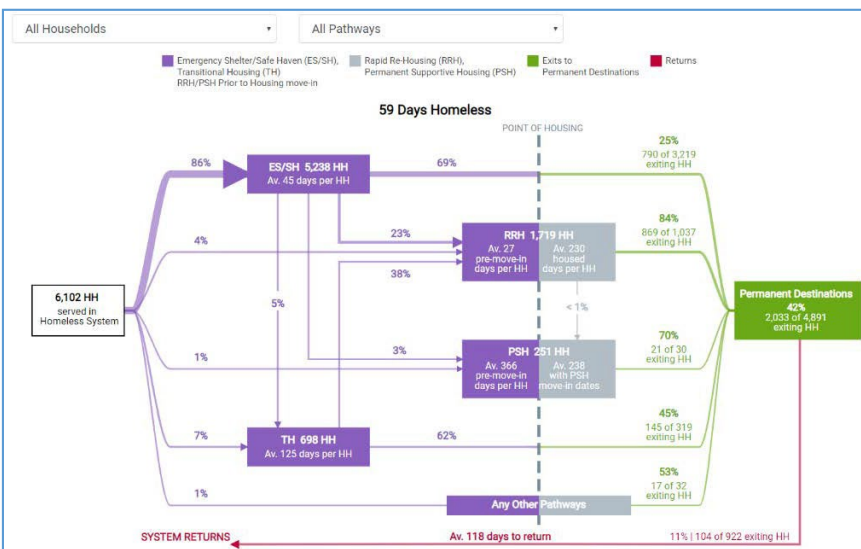 All Households
All Pathways
Emergency Shelter/Safe Haven (ES/SH),
Transitional Housing (TH)
RRH/PSH Prior to Housing move-in
Rapid Re-Housing (RRH),
Permanent Supportive Housing (PSH)
Exits to
Permanent Destinations
Returns
59 Days Homeless
POINT OF HOUSING
86%
ES/SH 5,238 HH
Av. 45 days per HH
69%
25%
790 of 3,219
exiting HH
4%
23%
38%
RRH 1,719 HH
Av. 27
pre-move-in
days per HH
Av. 230
housed
days per HH
84%
869 of 1,037
exiting HH
6,102 HH
served in
Homeless System
5%
< 1%
Permanent Destinations
42%
2,033 of 4,891
exiting HH
1%
3%
PSH 251 HH
Av. 366
pre-move-in
days per HH
Av. 238
with PSH
move-in dates
70%
21 of 30
exiting HH
7%
TH 698 HH
Av. 125 days per HH
62%
45%
145 of 319
exiting HH
1%
Any Other Pathways
53%
17 of 32
exiting HH
SYSTEM RETURNS
Av. 118 days to return
11% | 104 of 922 exiting HH